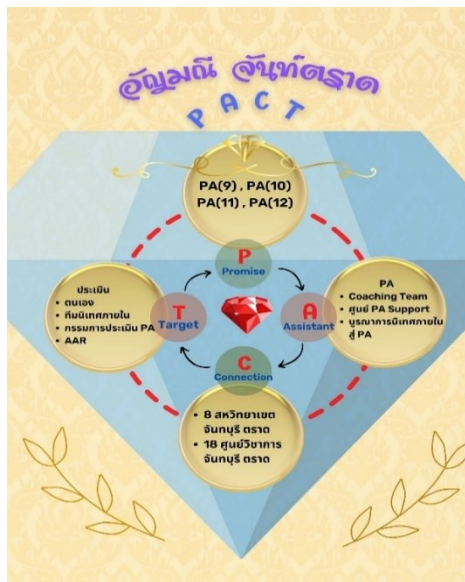 อัญมณี จันท์ตราด
PACT
PA(9) , PA(10)
PA(11) , PA(12)
P
Promise
ประเมิน
• ตนเอง
• ทีมนิเทศภายใน
• กรรมการประเมิน PA
• AAR
T
Target
A
Assistant
PA
• Coaching Team
• ศูนย์ PA Support
• บูรณาการนิเทศภายใน
สู่ PA
C
Connection
• 8 สหวิทยาเขต
จันทบุรี ตราด
• 18 ศูนย์วิชาการ
จันทบุรี ตราด